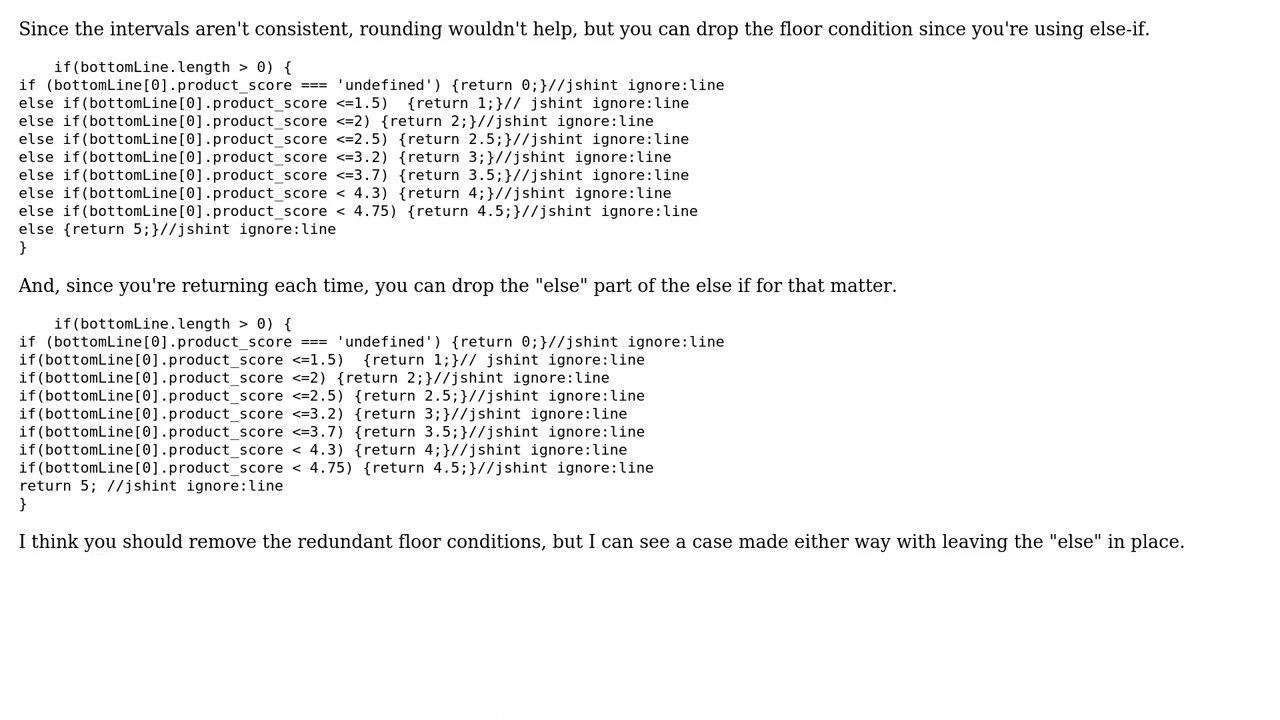 Since the intervals aren't consistent, rounding wouldn't help, but you can drop the floor condition since you're using else-if.
    if(bottomLine.length > 0) {
if (bottomLine[0].product_score === 'undefined') {return 0;}//jshint ignore:line
else if(bottomLine[0].product_score <=1.5)  {return 1;}// jshint ignore:line
else if(bottomLine[0].product_score <=2) {return 2;}//jshint ignore:line
else if(bottomLine[0].product_score <=2.5) {return 2.5;}//jshint ignore:line
else if(bottomLine[0].product_score <=3.2) {return 3;}//jshint ignore:line
else if(bottomLine[0].product_score <=3.7) {return 3.5;}//jshint ignore:line
else if(bottomLine[0].product_score < 4.3) {return 4;}//jshint ignore:line
else if(bottomLine[0].product_score < 4.75) {return 4.5;}//jshint ignore:line
else {return 5;}//jshint ignore:line
}
And, since you're returning each time, you can drop the "else" part of the else if for that matter.
    if(bottomLine.length > 0) {
if (bottomLine[0].product_score === 'undefined') {return 0;}//jshint ignore:line
if(bottomLine[0].product_score <=1.5)  {return 1;}// jshint ignore:line
if(bottomLine[0].product_score <=2) {return 2;}//jshint ignore:line
if(bottomLine[0].product_score <=2.5) {return 2.5;}//jshint ignore:line
if(bottomLine[0].product_score <=3.2) {return 3;}//jshint ignore:line
if(bottomLine[0].product_score <=3.7) {return 3.5;}//jshint ignore:line
if(bottomLine[0].product_score < 4.3) {return 4;}//jshint ignore:line
if(bottomLine[0].product_score < 4.75) {return 4.5;}//jshint ignore:line
return 5; //jshint ignore:line
}
I think you should remove the redundant floor conditions, but I can see a case made either way with leaving the "else" in place.